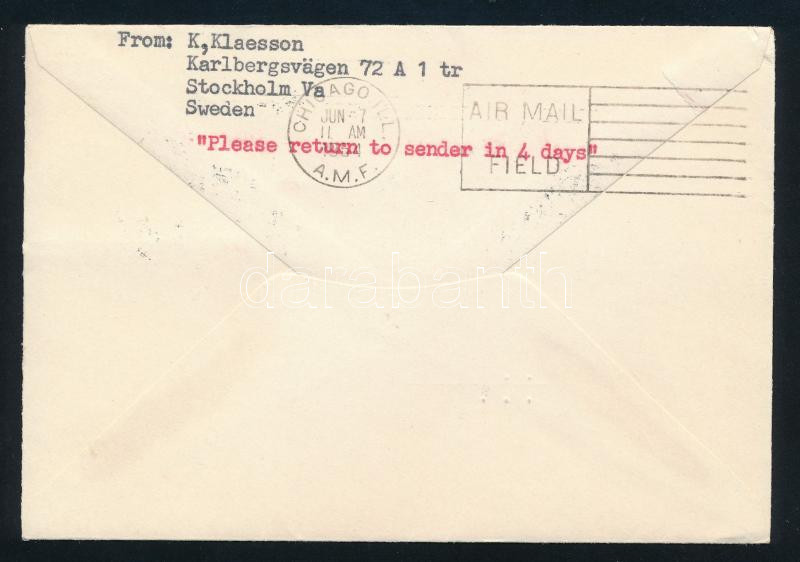 From: K,Klaesson
Karlbergsvägen 72 A 1 tr
Stockholm Va
Sweden
CHICAGO ILL.
JUN 7
11 AM
A.M.F.
AIR MAIL
FIELD
"Please return to sender in 4 days"
darabanth